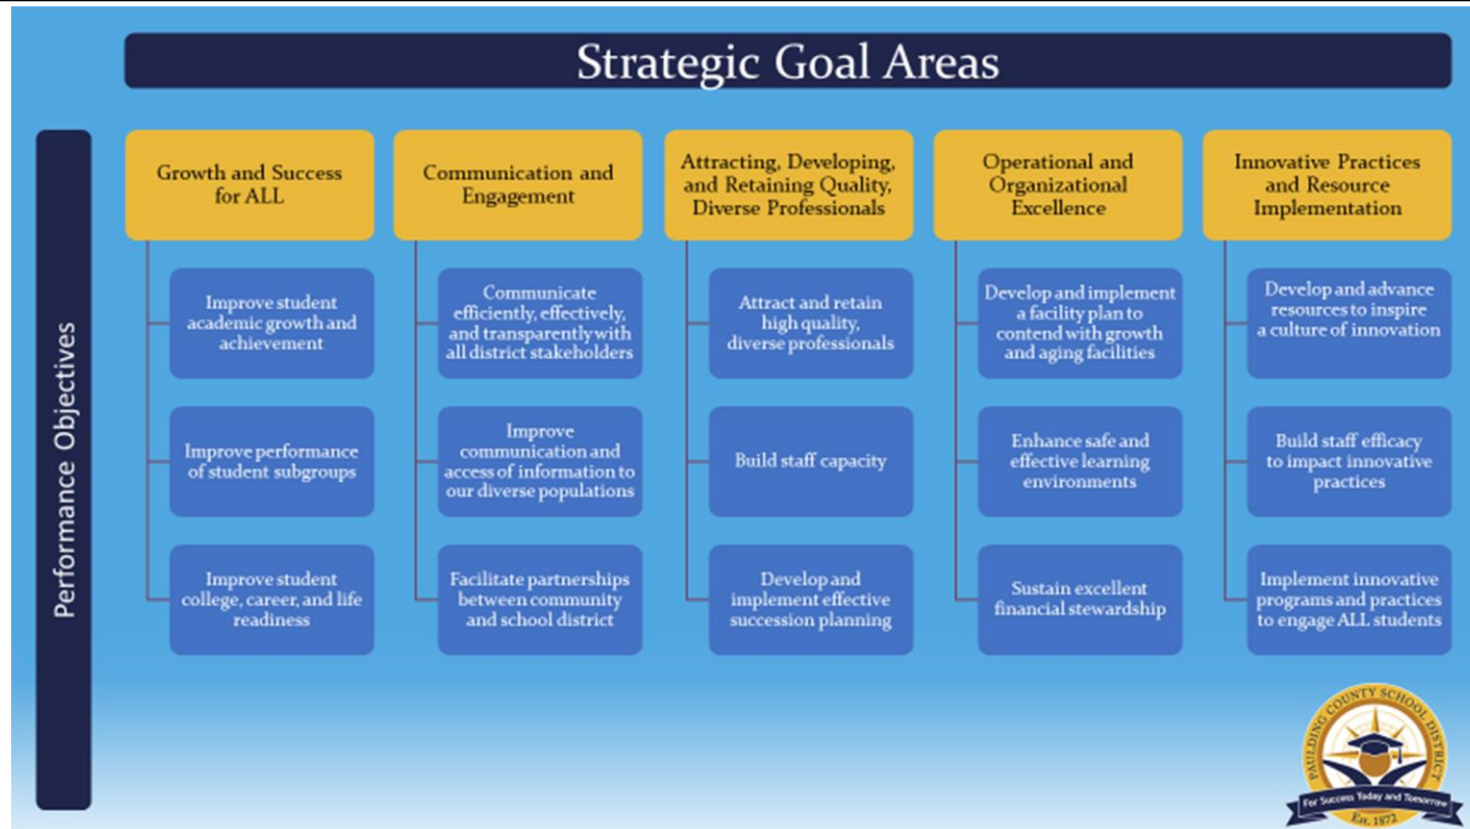 Strategic Goal Areas
Performance Objectives
Growth and Success
for ALL
Improve student
academic growth and
achievement
Improve performance
of student subgroups
Improve student
college, career, and life
readiness
Communication and
Engagement
Communicate
efficiently, effectively,
and transparently with
all district stakeholders
Improve
communication and
access of information to
our diverse populations
Facilitate partnerships
between community
and school district
Attracting, Developing,
and Retaining Quality,
Diverse Professionals
Attract and retain
high quality,
diverse professionals
Build staff capacity
Develop and
implement effective
succession planning
Operational and
Organizational
Excellence
Develop and implement
a facility plan to
contend with growth
and aging facilities
Enhance safe and
effective learning
environments
Sustain excellent
financial stewardship
Innovative Practices
and Resource
Implementation
Develop and advance
resources to inspire
a culture of innovation
Build staff efficacy
to impact innovative
practices
Implement innovative
programs and practices
to engage ALL students
PAULDING COUNTY SCHOOL DISTRICT
For Success Today and Tomorrow
Est. 1872